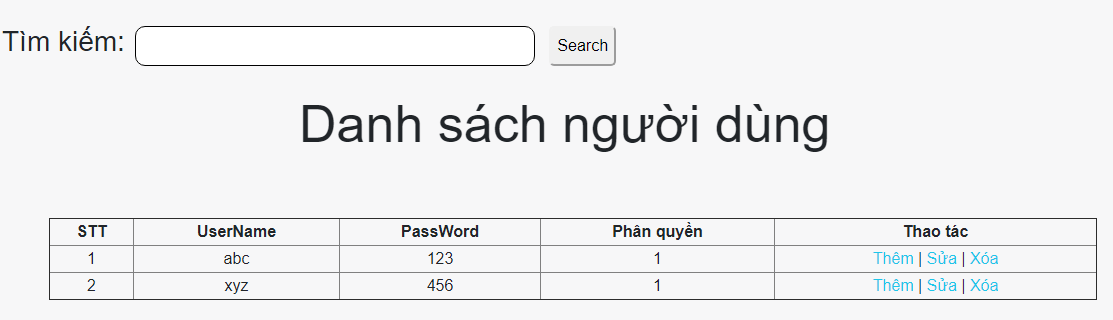 Tìm kiếm: Search
Danh sách người dùng
STT UserName PassWord Phân quyền Thao tác
1 abc 123 1 Thêm | Sửa | Xóa
2 xyz 456 1 Thêm | Sửa | Xóa